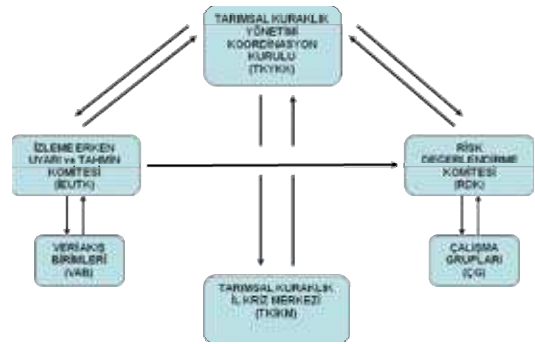 TARIMSAL KURAKLIK
YÖNETİMİ
KOORDİNASYON
KURULU
(TKYKK)
İZLEME ERKEN
UYARI ve TAHMİN
KOMİTESİ
(İEUTK)
RİSK
DEĞERLENDİRME
KOMİTESİ
(RDK)
VERİ AKIŞ
BİRİMLERİ
(VAB)
ÇALIŞMA
GRUPLARI
(ÇG)
TARIMSAL KURAKLIK
İL KRİZ MERKEZİ
(TKİKM)